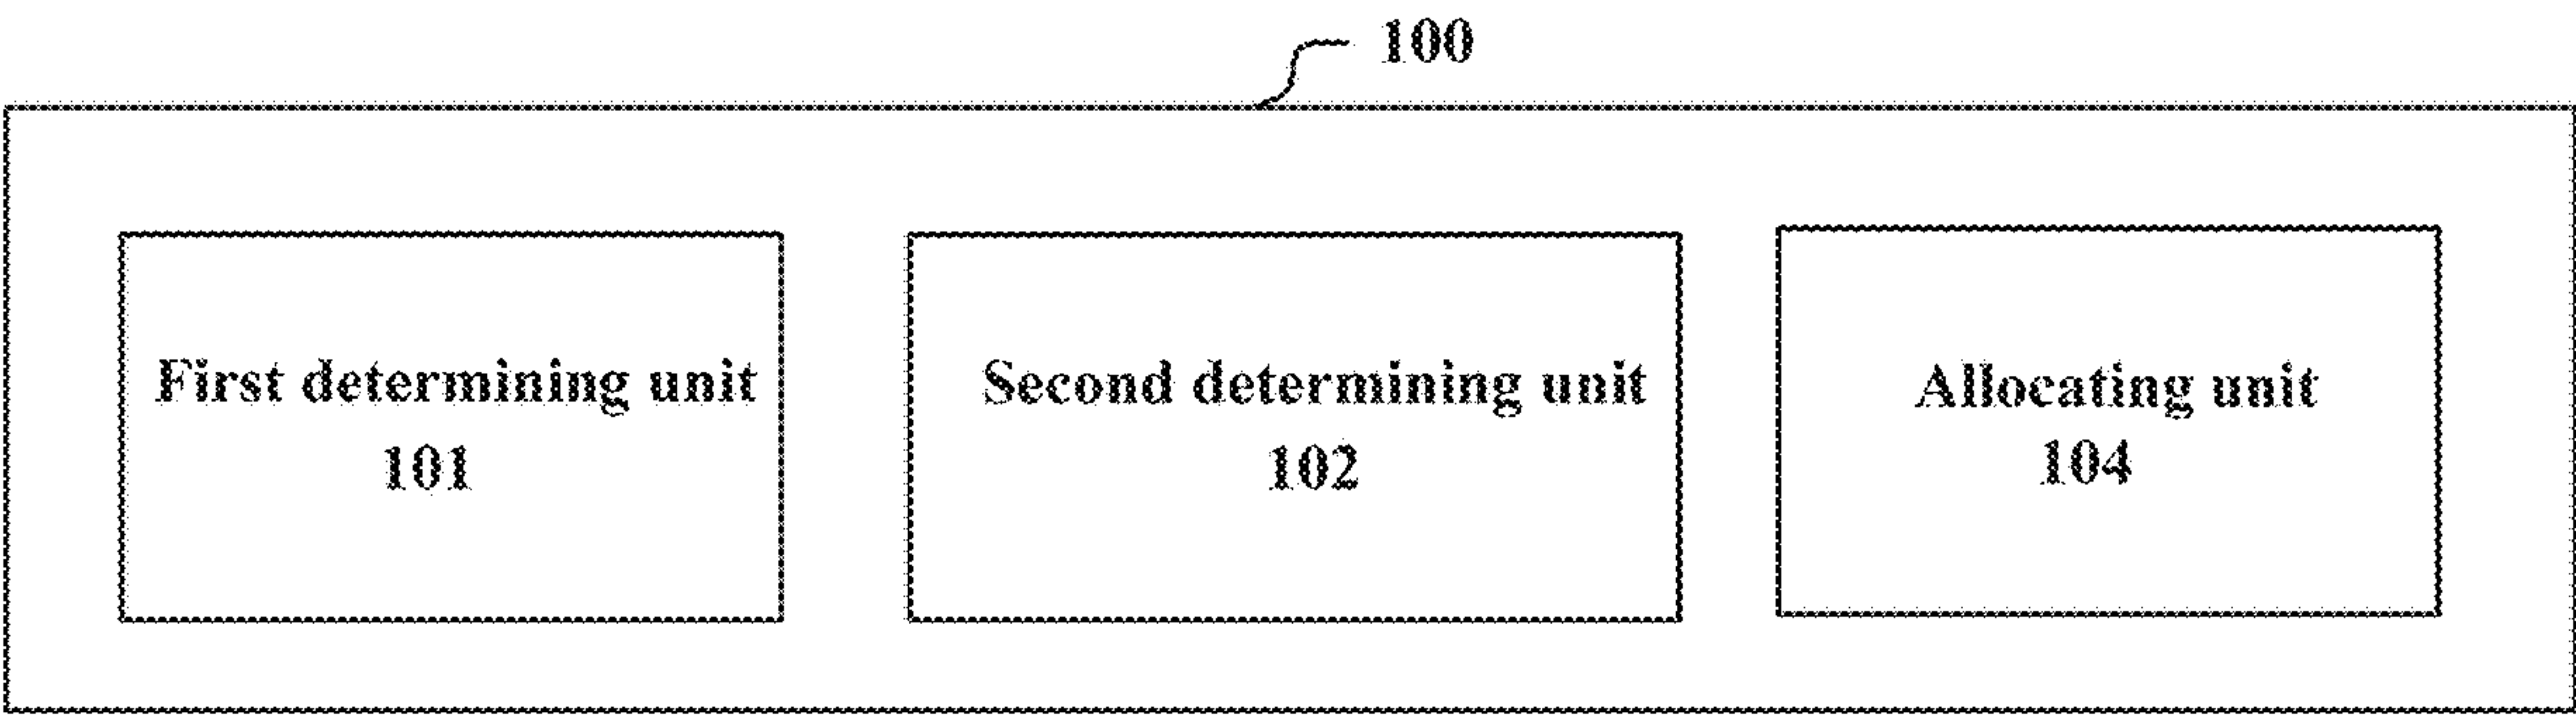 100
First determining unit
101
Second determining unit
102
Allocating unit
104